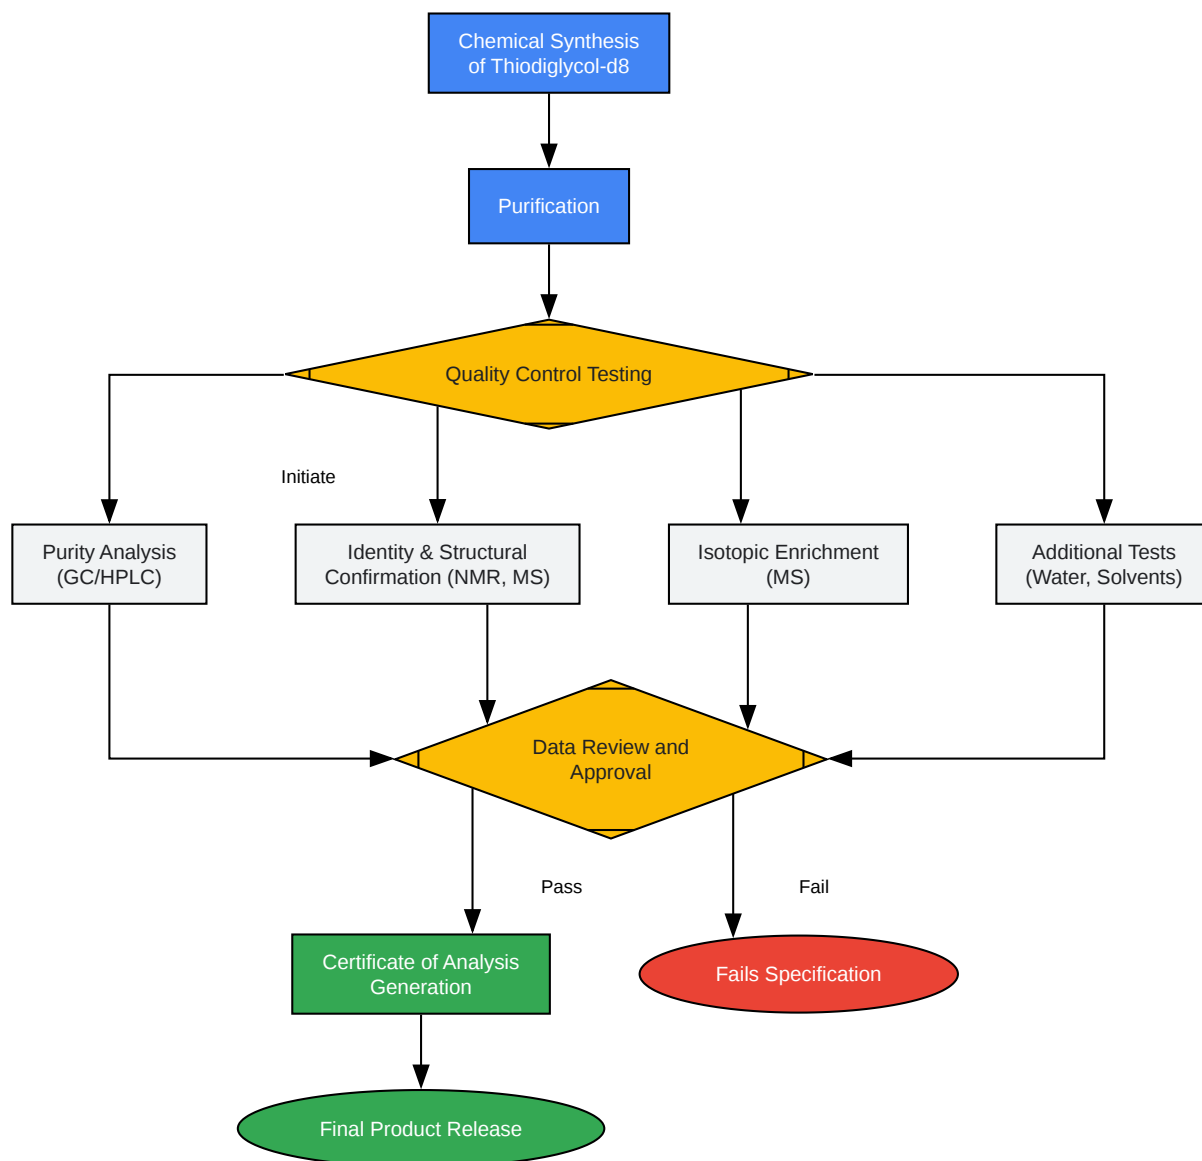 Chemical Synthesis
of Thiodiglycol-d8
Purification
Quality Control Testing
Initiate
Purity Analysis
(GC/HPLC)
Identity & Structural
Confirmation (NMR, MS)
Isotopic Enrichment
(MS)
Additional Tests
(Water, Solvents)
Data Review and
Approval
Pass
Fail
Certificate of Analysis
Generation
Fails Specification
Final Product Release